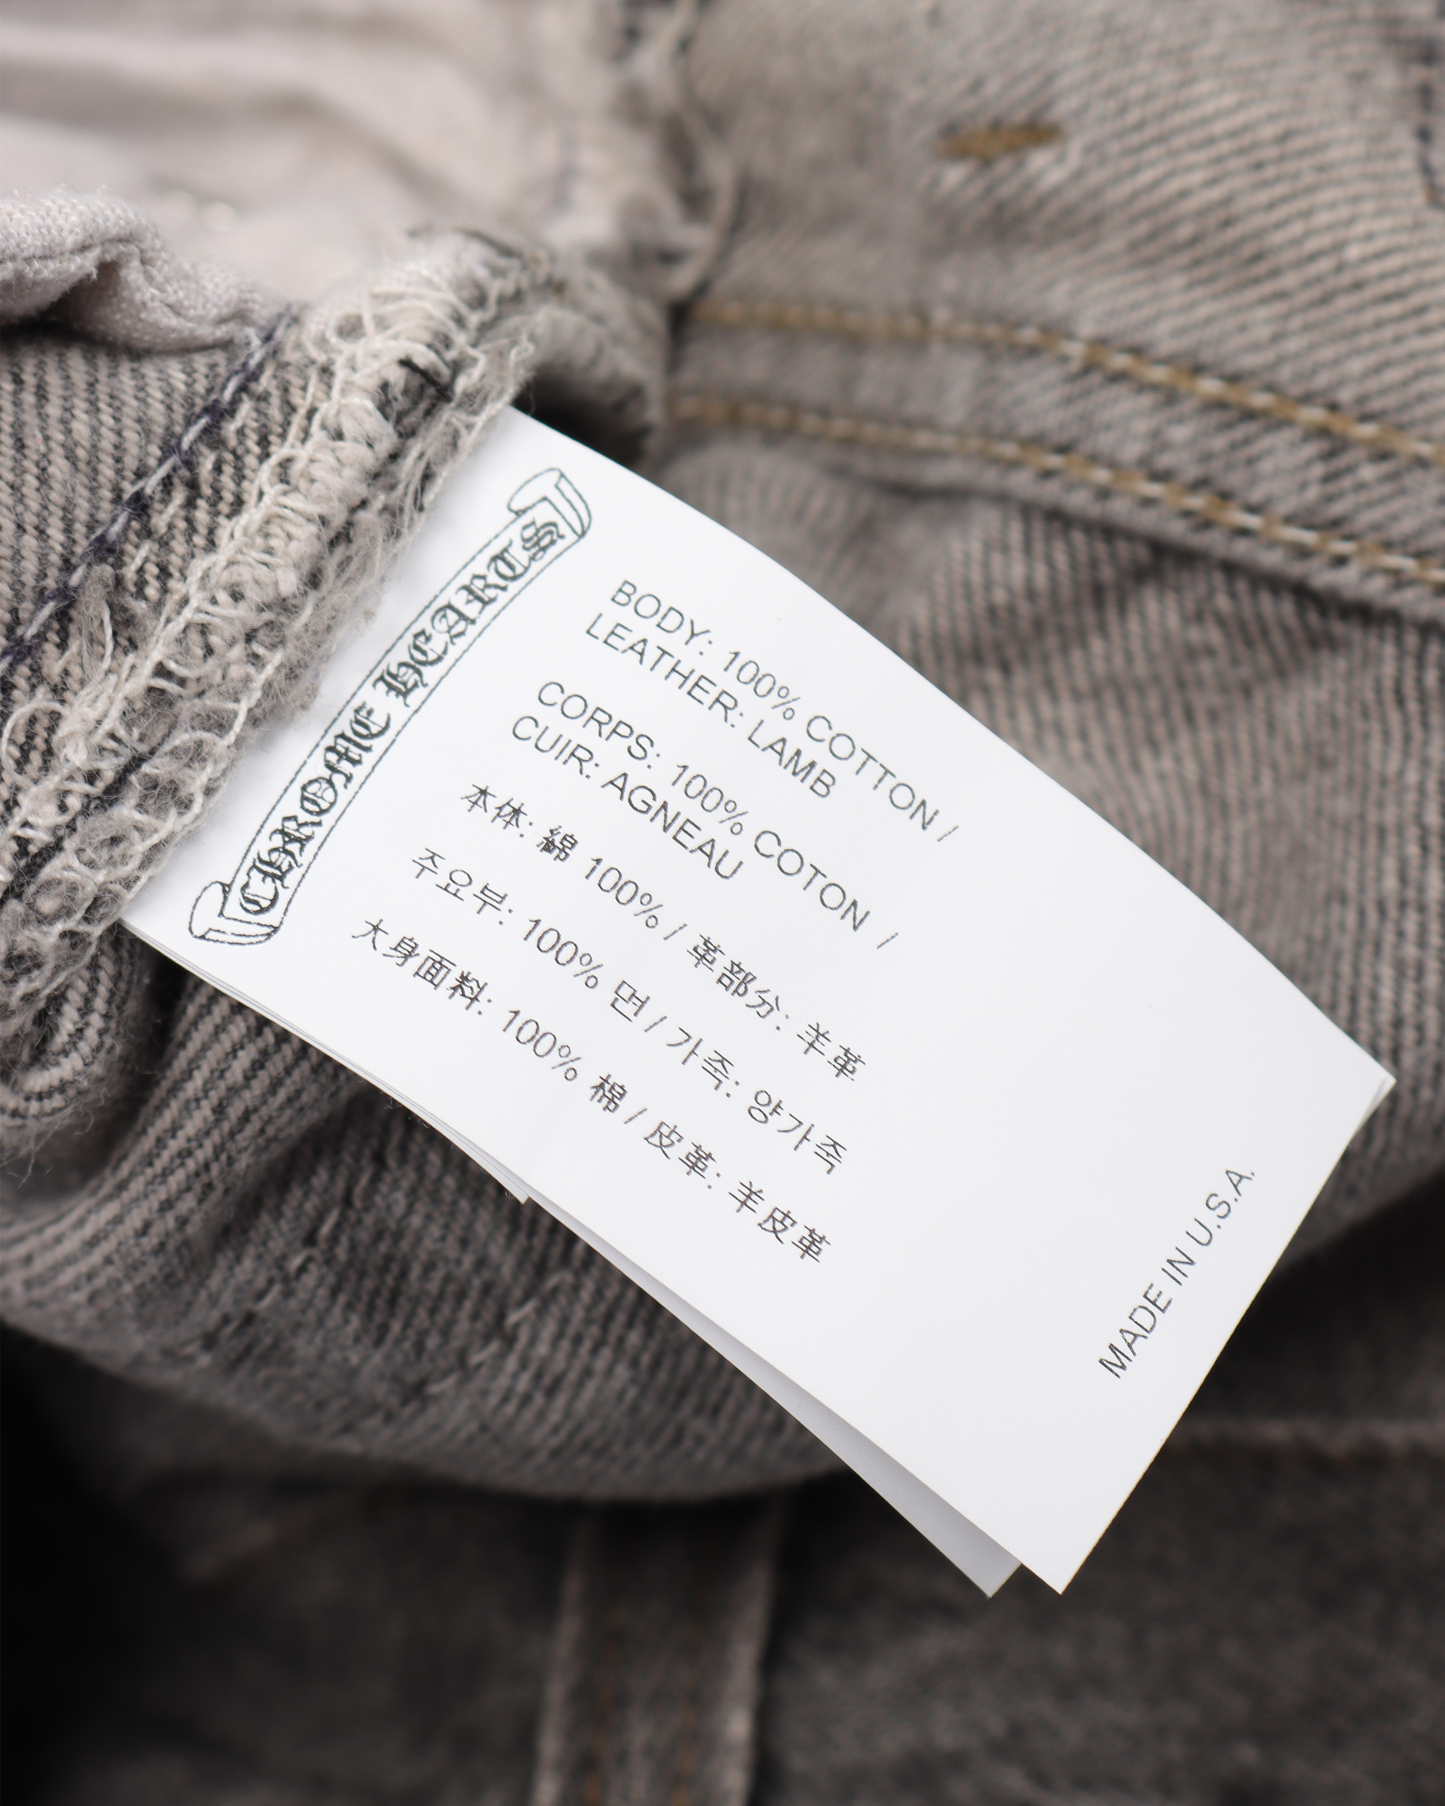 CHROME HEARTS
BODY: 100% COTTON /
LEATHER: LAMB
CORPS: 100% COTON /
CUIR: AGNEAU
本体: 綿 100% / 革部分: 羊革
주요부: 100% 면 / 가죽: 양가죽
大身面料: 100% 棉 / 皮革: 羊皮革
MADE IN U.S.A.